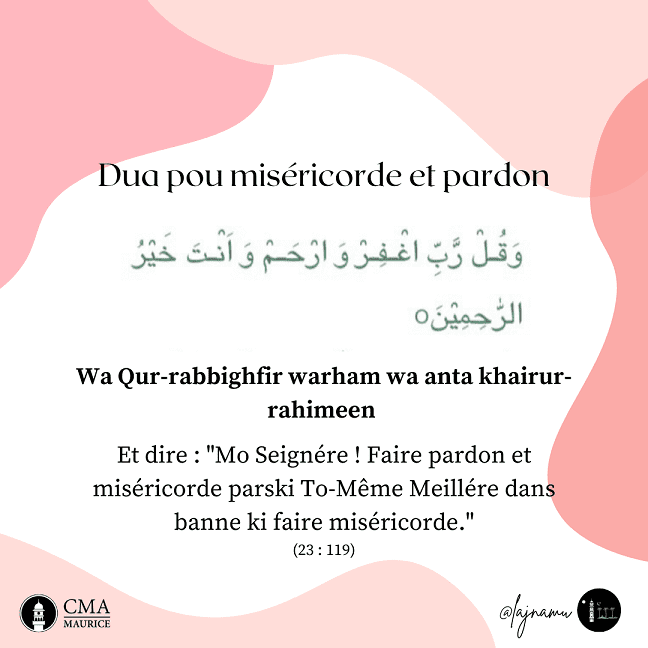 Dua pou miséricorde et pardon
وَقُلْ رَّبِّ اغْفِرْ وَ ارْحَمْ وَ اَنْتَ خَيْرُ
الرّٰحِمِيْنَ○
Wa Qur-rabbighfir warham wa anta khairur-
rahimeen
Et dire : "Mo Seignére ! Faire pardon et
miséricorde parski To-Même Meillére dans
banne ki faire miséricorde."
(23 : 119)
CMA
MAURICE
@lajnamu